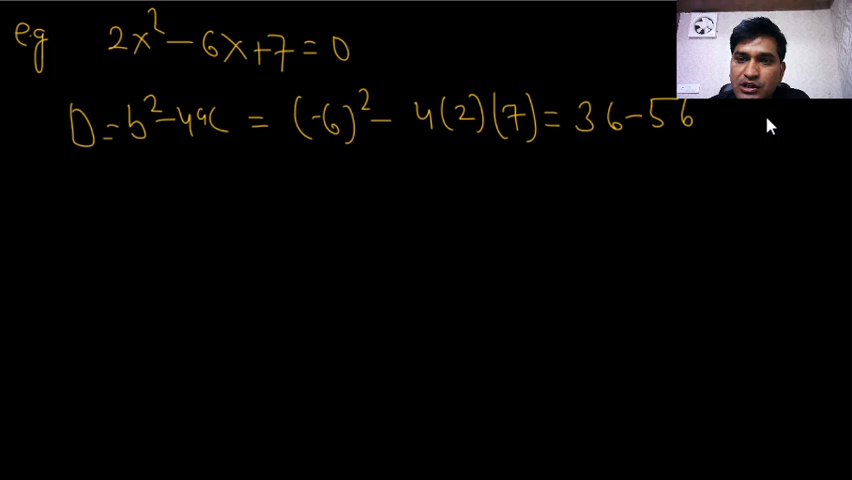 eg 2x² - 6x + 7 = 0
D = b² - 4ac = (-6)² - 4(2)(7) = 36 - 56